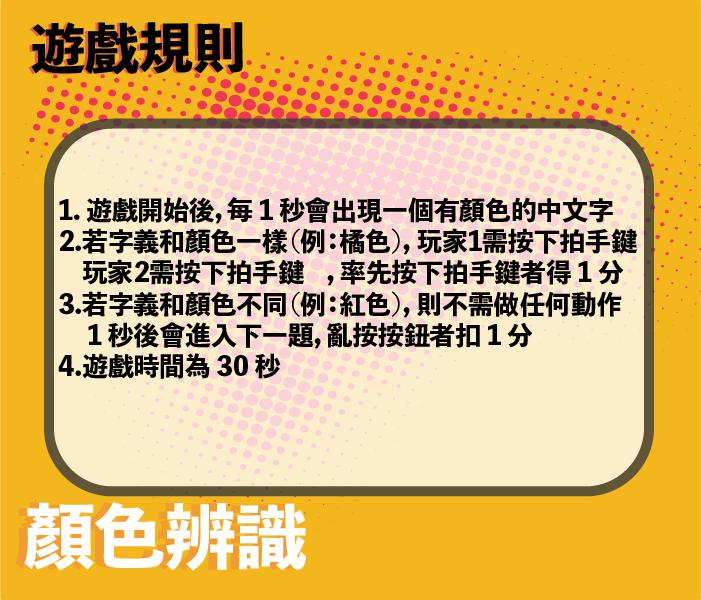 遊戲規則
1. 遊戲開始後, 每 1 秒會出現一個有顏色的中文字
2.若字義和顏色一樣(例:橘色), 玩家1需按下拍手鍵
玩家2需按下拍手鍵 , 率先按下拍手鍵者得 1 分
3.若字義和顏色不同(例:紅色), 則不需做任何動作
1 秒後會進入下一題, 亂按按鈕者扣 1 分
4.遊戲時間為 30 秒
顏色辨識